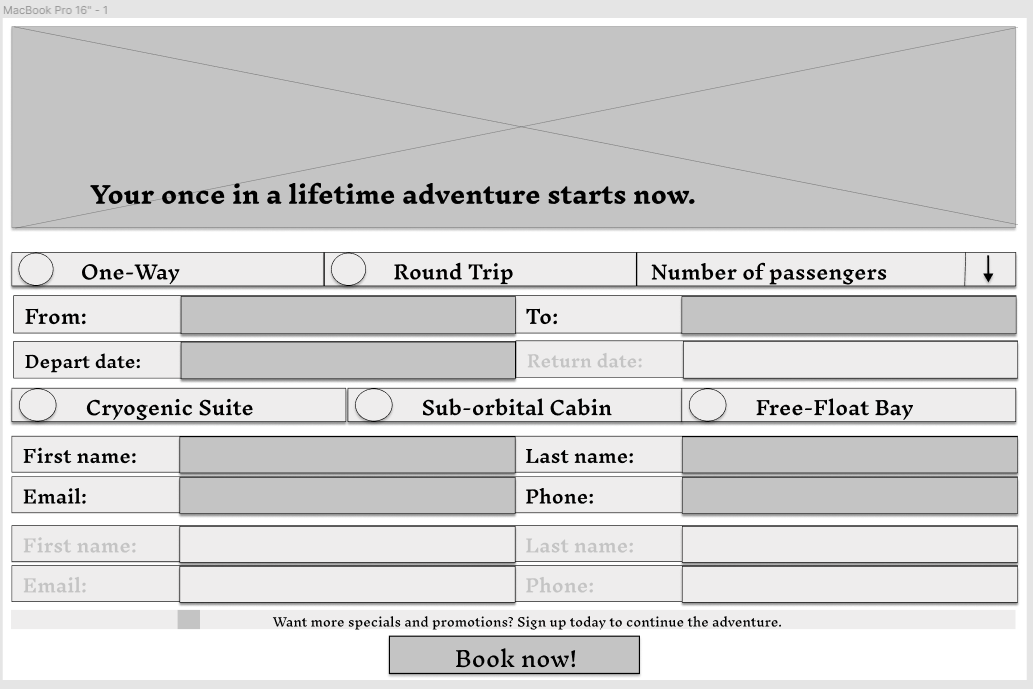 MacBook Pro 16" - 1
Your once in a lifetime adventure starts now.
One-Way Round Trip Number of passengers
From: To:
Depart date: Return date:
Cryogenic Suite Sub-orbital Cabin Free-Float Bay
First name: Last name:
Email: Phone:
First name: Last name:
Email: Phone:
Want more specials and promotions? Sign up today to continue the adventure.
Book now!